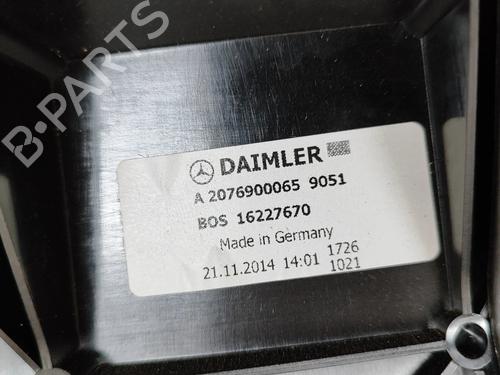 B-PARTS
DAIMLER
A 2076900065 9051
BOS 16227670
Made in Germany
21.11.2014 14:01 1726
1021